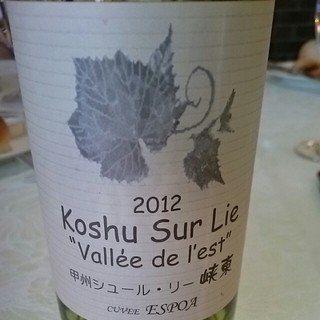 2012
Koshu Sur Lie
"Vallée de l'est"
甲州シュール・リー 峡東
CUVEE ESPOA